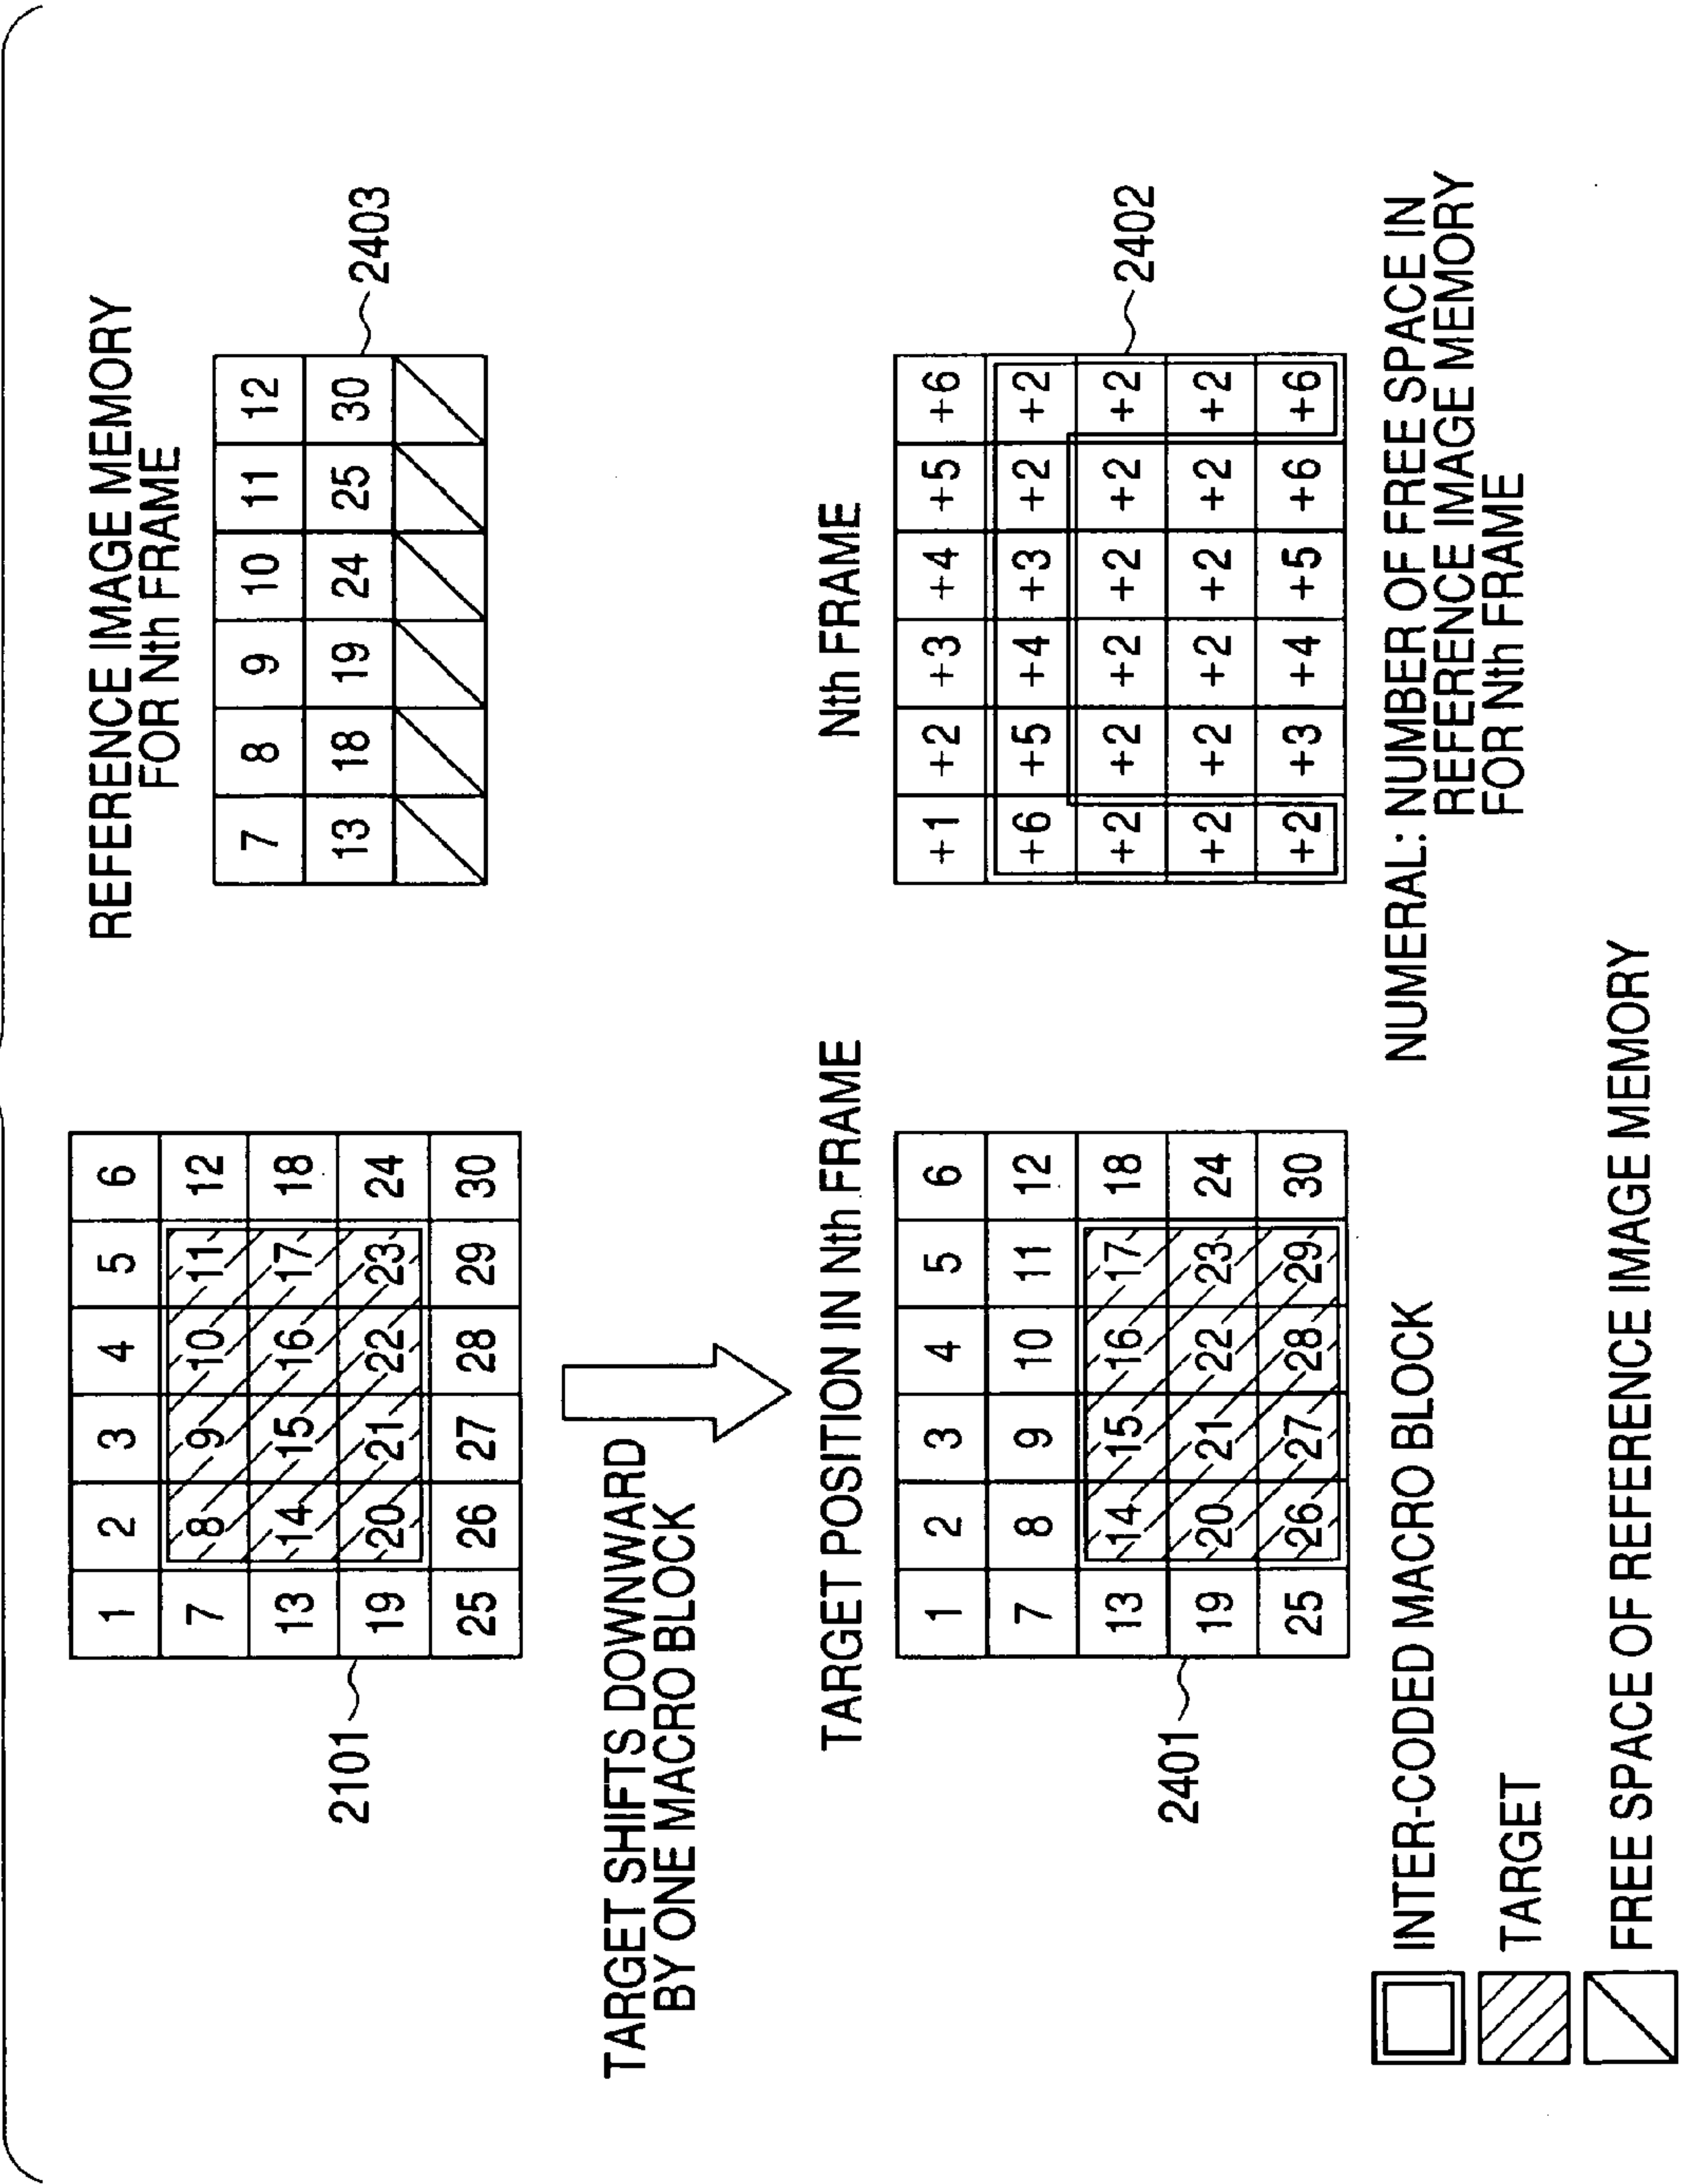 1 2 3 4 5 6
7 8 9 10 11 12
13 14 15 16 17 18
19 20 21 22 23 24
25 26 27 28 29 30
2101
TARGET SHIFTS DOWNWARD
BY ONE MACRO BLOCK
TARGET POSITION IN Nth FRAME
1 2 3 4 5 6
7 8 9 10 11 12
13 14 15 16 17 18
19 20 21 22 23 24
25 26 27 28 29 30
2401
REFERENCE IMAGE MEMORY
FOR Nth FRAME
7 8 9 10 11 12
13 18 19 24 25 30
2403
Nth FRAME
+1 +2 +3 +4 +5 +6
+6 +5 +4 +3 +2 +2
+2 +2 +2 +2 +2 +2
+2 +2 +2 +2 +2 +2
+2 +3 +4 +5 +6 +6
2402
NUMERAL: NUMBER OF FREE SPACE IN
REFERENCE IMAGE MEMORY
FOR Nth FRAME
INTER-CODED MACRO BLOCK
TARGET
FREE SPACE OF REFERENCE IMAGE MEMORY